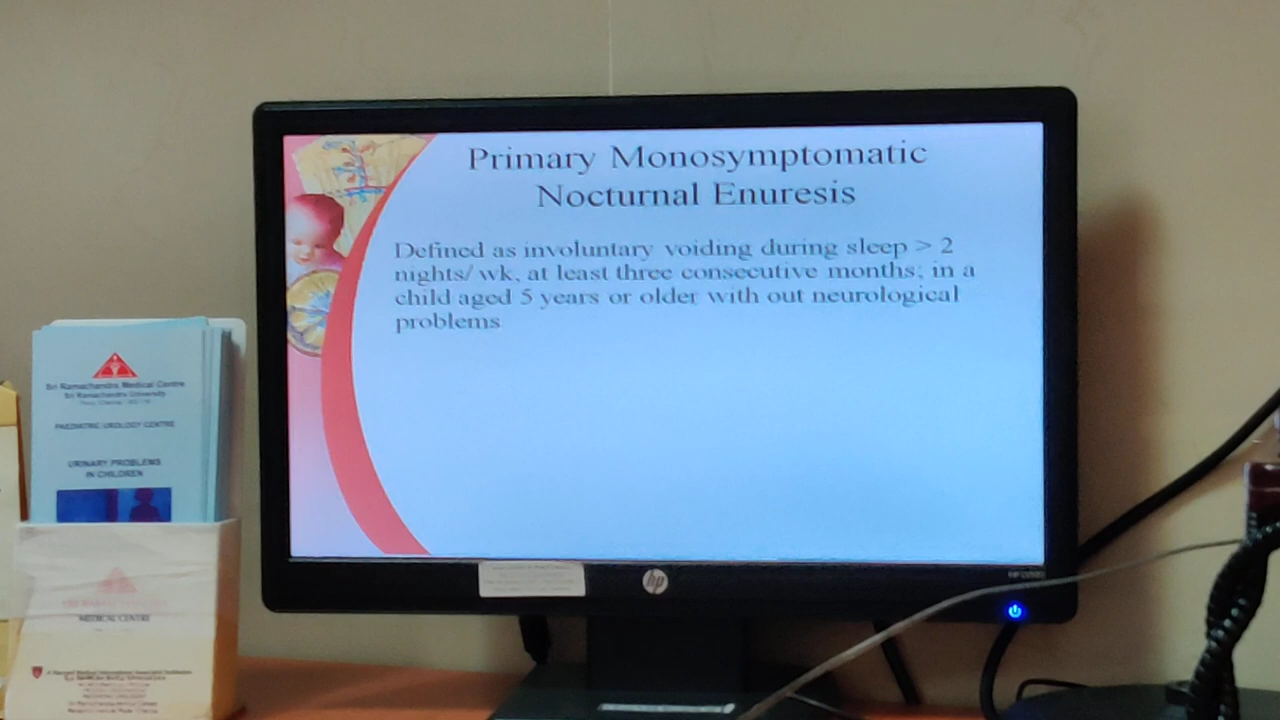 Primary Monosymptomatic
Nocturnal Enuresis
Defined as involuntary voiding during sleep > 2
nights/ wk, at least three consecutive months; in a
child aged 5 years or older with out neurological
problems
Sri Ramachandra Medical Centre
Sri Ramachandra University
PAEDIATRIC UROLOGY CENTRE
URINARY PROBLEMS
IN CHILDREN
MEDICAL CENTRE
hp